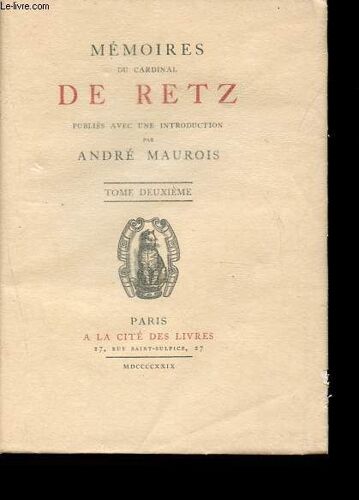 www.le-livre.com
MÉMOIRES
DU CARDINAL
DE RETZ
PUBLIÉS AVEC UNE INTRODUCTION
PAR
ANDRÉ MAUROIS
TOME DEUXIÈME
PARIS
A LA CITÉ DES LIVRES
27, RUE SAINT-SULPICE, 27
MDCCCCXXIX